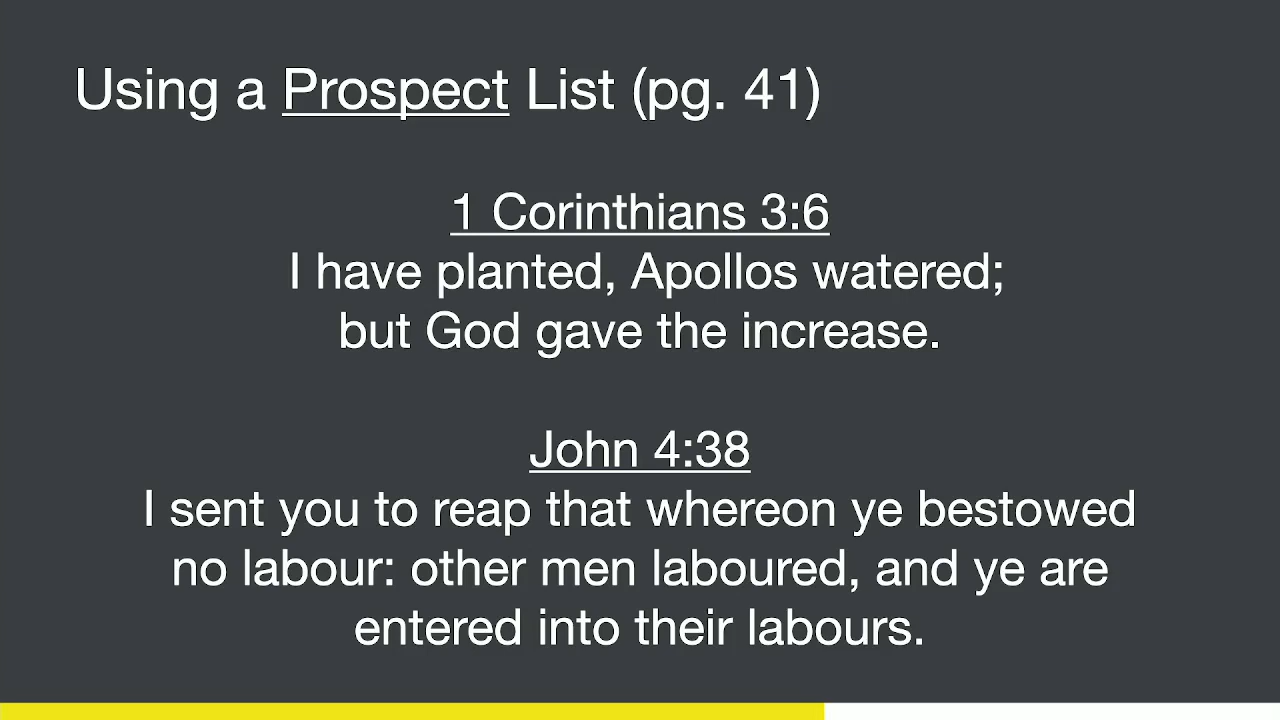 Using a Prospect List (pg. 41)
1 Corinthians 3:6
I have planted, Apollos watered;
but God gave the increase.
John 4:38
I sent you to reap that whereon ye bestowed
no labour: other men laboured, and ye are
entered into their labours.